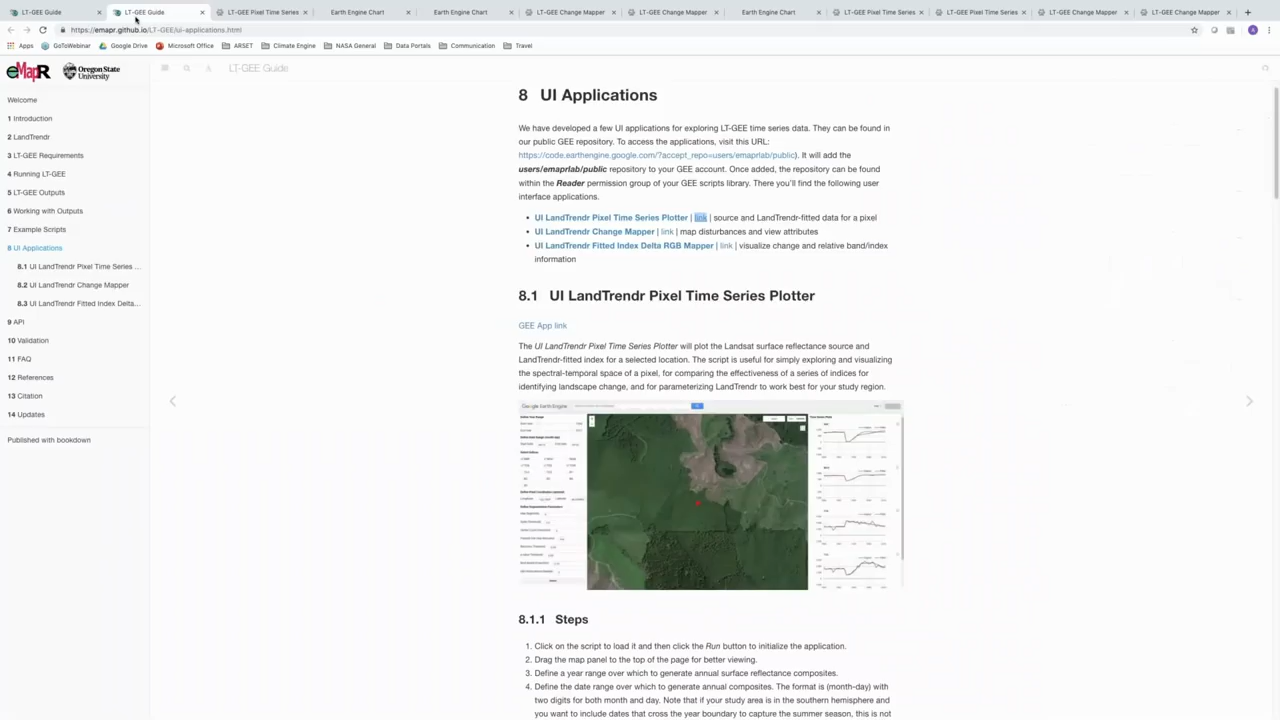 LT-GEE Guide
LT-GEE Guide
LT-GEE Pixel Time Series
Earth Engine Chart
Earth Engine Chart
LT-GEE Change Mapper
LT-GEE Change Mapper
Earth Engine Chart
LT-GEE Pixel Time Series
LT-GEE Pixel Time Series
LT-GEE Change Mapper
LT-GEE Change Mapper
https://emapr.github.io/LT-GEE/ui-applications.html
Apps
GoToWebinar
Google Drive
Microsoft Office
ARSET
Climate Engine
NASA General
Data Portals
Communication
Travel
eMapR
Oregon State
University
LT-GEE Guide
Welcome
1 Introduction
2 LandTrendr
3 LT-GEE Requirements
4 Running LT-GEE
5 LT-GEE Outputs
6 Working with Outputs
7 Example Scripts
8 UI Applications
8.1 UI LandTrendr Pixel Time Series ...
8.2 UI LandTrendr Change Mapper
8.3 UI LandTrendr Fitted Index Delta...
9 API
10 Validation
11 FAQ
12 References
13 Citation
14 Updates
Published with bookdown
8 UI Applications
We have developed a few UI applications for exploring LT-GEE time series data. They can be found in
our public GEE repository. To access the applications, visit this URL:
https://code.earthengine.google.com/?accept_repo=users/emaprlab/public). It will add the
users/emaprlab/public repository to your GEE account. Once added, the repository can be found
within the Reader permission group of your GEE scripts library. There you'll find the following user
interface applications.
• UI LandTrendr Pixel Time Series Plotter | link | source and LandTrendr-fitted data for a pixel
• UI LandTrendr Change Mapper | link | map disturbances and view attributes
• UI LandTrendr Fitted Index Delta RGB Mapper | link | visualize change and relative band/index
information
8.1 UI LandTrendr Pixel Time Series Plotter
GEE App link
The UI LandTrendr Pixel Time Series Plotter will plot the Landsat surface reflectance source and
LandTrendr-fitted index for a selected location. The script is useful for simply exploring and visualizing
the spectral-temporal space of a pixel, for comparing the effectiveness of a series of indices for
identifying landscape change, and for parameterizing LandTrendr to work best for your study region.
Google Earth Engine
8.1.1 Steps
1. Click on the script to load it and then click the Run button to initialize the application.
2. Drag the map panel to the top of the page for better viewing.
3. Define a year range over which to generate annual surface reflectance composites.
4. Define the date range over which to generate annual composites. The format is (month-day) with
two digits for both month and day. Note that if your study area is in the southern hemisphere and
you want to include dates that cross the year boundary to capture the summer season, this is not